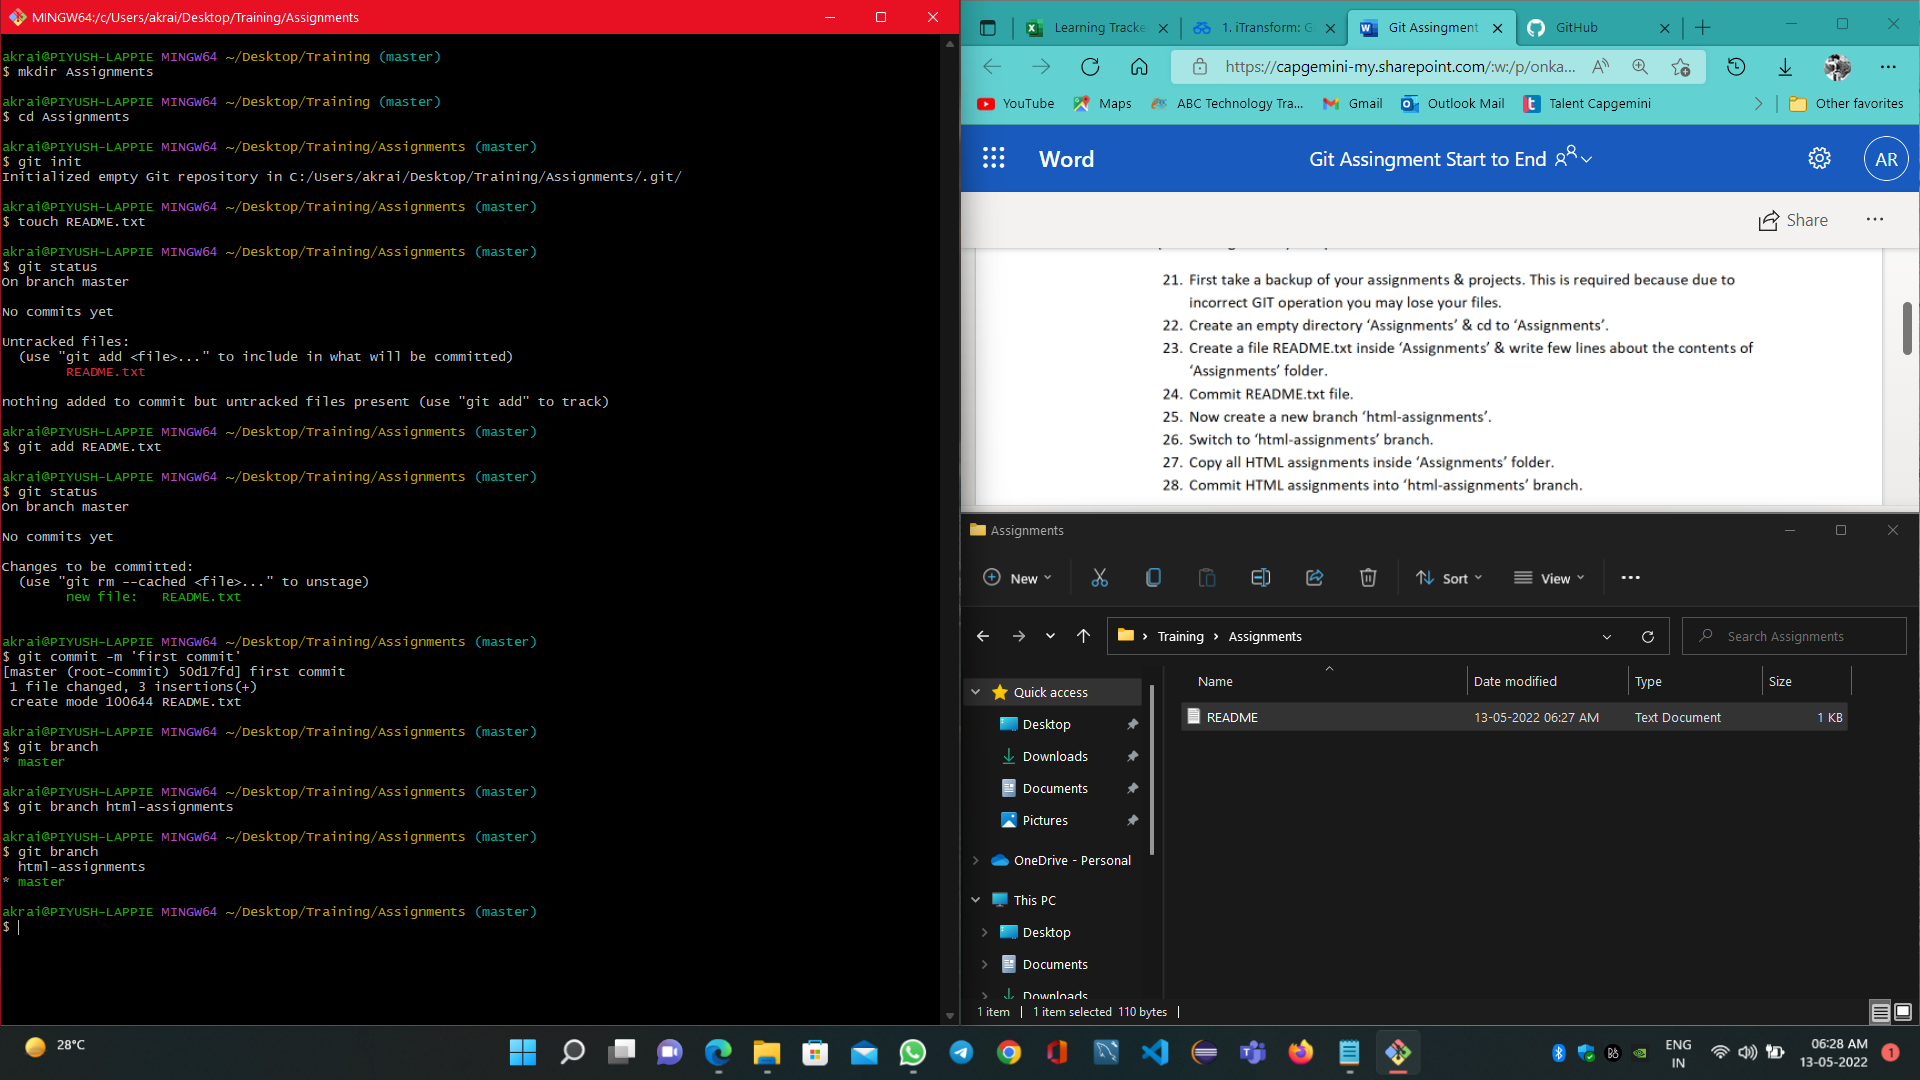 MINGW64:/c/Users/akrai/Desktop/Training/Assignments
akrai@PIYUSH-LAPPIE MINGW64 ~/Desktop/Training (master)
$ mkdir Assignments
akrai@PIYUSH-LAPPIE MINGW64 ~/Desktop/Training (master)
$ cd Assignments
akrai@PIYUSH-LAPPIE MINGW64 ~/Desktop/Training/Assignments (master)
$ git init
Initialized empty Git repository in C:/Users/akrai/Desktop/Training/Assignments/.git/
akrai@PIYUSH-LAPPIE MINGW64 ~/Desktop/Training/Assignments (master)
$ touch README.txt
akrai@PIYUSH-LAPPIE MINGW64 ~/Desktop/Training/Assignments (master)
$ git status
On branch master
No commits yet
Untracked files:
(use "git add <file>..." to include in what will be committed)
README.txt
nothing added to commit but untracked files present (use "git add" to track)
akrai@PIYUSH-LAPPIE MINGW64 ~/Desktop/Training/Assignments (master)
$ git add README.txt
akrai@PIYUSH-LAPPIE MINGW64 ~/Desktop/Training/Assignments (master)
$ git status
On branch master
No commits yet
Changes to be committed:
(use "git rm --cached <file>..." to unstage)
new file:   README.txt
akrai@PIYUSH-LAPPIE MINGW64 ~/Desktop/Training/Assignments (master)
$ git commit -m 'first commit'
[master (root-commit) 50d17fd] first commit
1 file changed, 3 insertions(+)
create mode 100644 README.txt
akrai@PIYUSH-LAPPIE MINGW64 ~/Desktop/Training/Assignments (master)
$ git branch
* master
akrai@PIYUSH-LAPPIE MINGW64 ~/Desktop/Training/Assignments (master)
$ git branch html-assignments
akrai@PIYUSH-LAPPIE MINGW64 ~/Desktop/Training/Assignments (master)
$ git branch
html-assignments
* master
akrai@PIYUSH-LAPPIE MINGW64 ~/Desktop/Training/Assignments (master)
$
Learning Tracke 1. iTransform: G Git Assingment GitHub
https://capgemini-my.sharepoint.com/:w:/p/onka...
YouTube Maps ABC Technology Tra... Gmail Outlook Mail Talent Capgemini Other favorites
Word Git Assingment Start to End AR
Share
21. First take a backup of your assignments & projects. This is required because due to
incorrect GIT operation you may lose your files.
22. Create an empty directory ‘Assignments’ & cd to ‘Assignments’.
23. Create a file README.txt inside ‘Assignments’ & write few lines about the contents of
‘Assignments’ folder.
24. Commit README.txt file.
25. Now create a new branch ‘html-assignments’.
26. Switch to ‘html-assignments’ branch.
27. Copy all HTML assignments inside ‘Assignments’ folder.
28. Commit HTML assignments into ‘html-assignments’ branch.
Assignments
New Sort View
Training > Assignments Search Assignments
Name Date modified Type Size
README 13-05-2022 06:27 AM Text Document 1 KB
Quick access
Desktop
Downloads
Documents
Pictures
OneDrive - Personal
This PC
Desktop
Documents
Downloads
1 item 1 item selected 110 bytes
28°C
ENG
IN
06:28 AM
13-05-2022
1